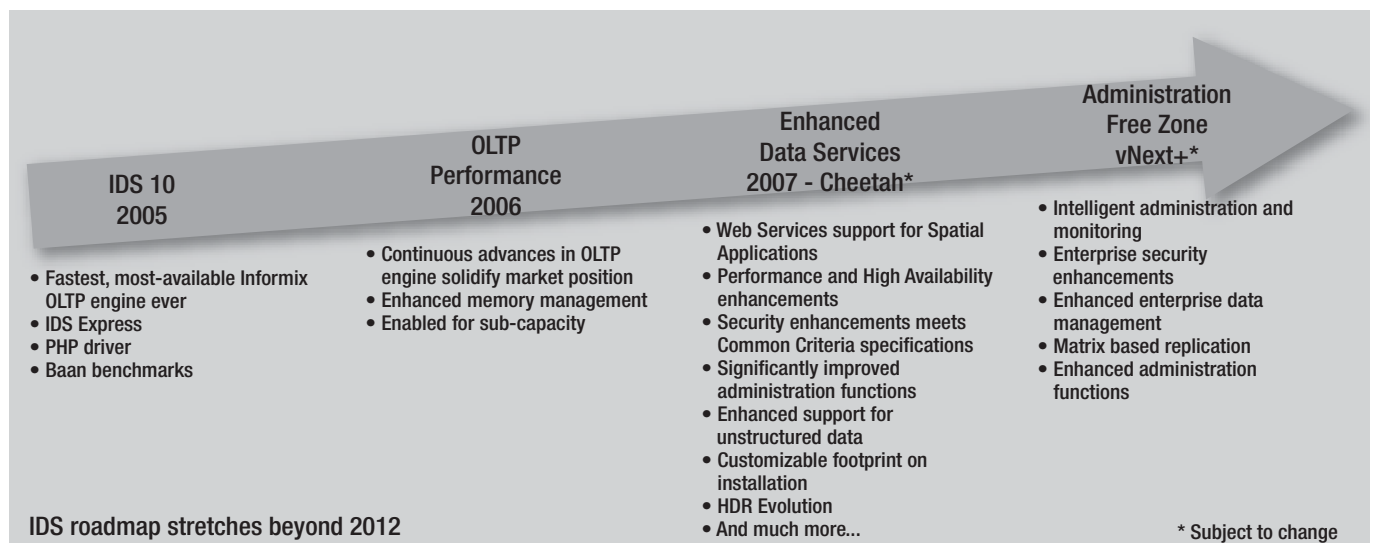 IDS 10
2005
• Fastest, most-available Informix
OLTP engine ever
• IDS Express
• PHP driver
• Baan benchmarks
OLTP
Performance
2006
• Continuous advances in OLTP
engine solidify market position
• Enhanced memory management
• Enabled for sub-capacity
Enhanced
Data Services
2007 - Cheetah*
• Web Services support for Spatial
Applications
• Performance and High Availability
enhancements
• Security enhancements meets
Common Criteria specifications
• Significantly improved
administration functions
• Enhanced support for
unstructured data
• Customizable footprint on
installation
• HDR Evolution
• And much more...
Administration
Free Zone
vNext+*
• Intelligent administration and
monitoring
• Enterprise security
enhancements
• Enhanced enterprise data
management
• Matrix based replication
• Enhanced administration
functions
IDS roadmap stretches beyond 2012
* Subject to change